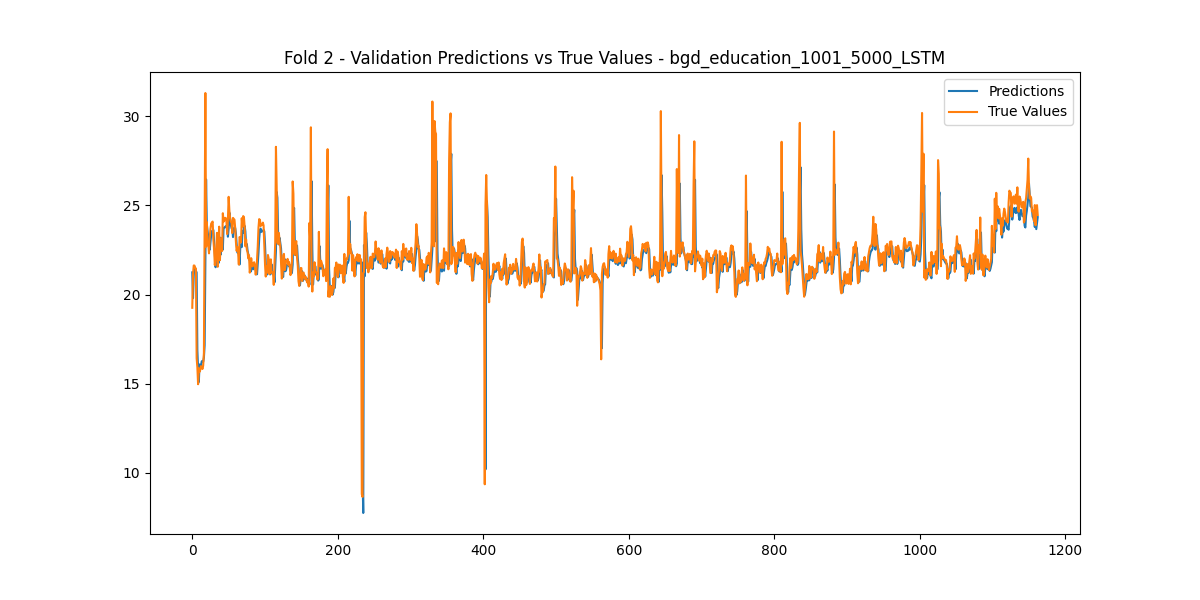 Fold 2 - Validation Predictions vs True Values - bgd_education_1001_5000_LSTM
Predictions
True Values
30
25
20
15
10
0 200 400 600 800 1000 1200